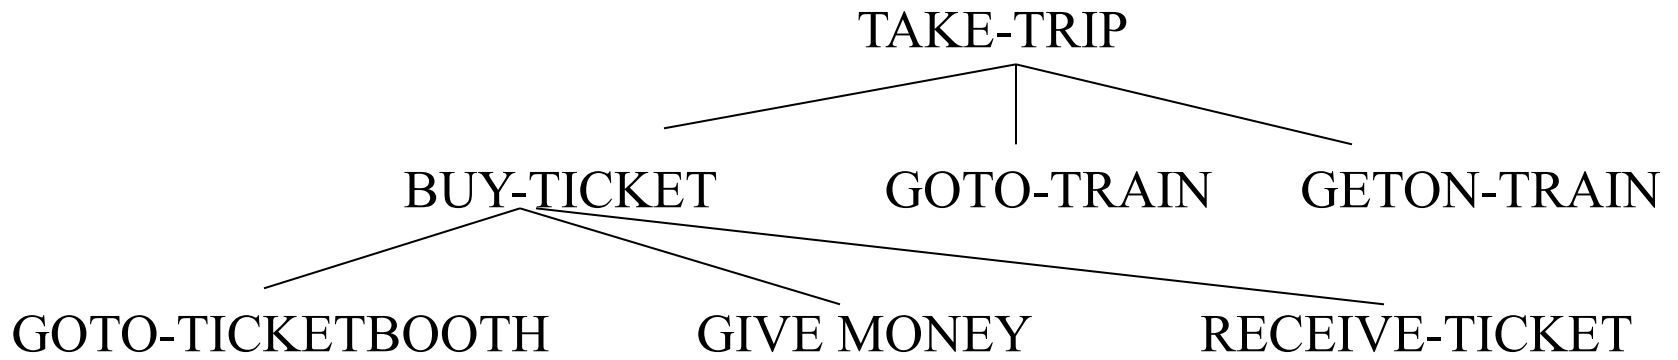 TAKE-TRIP
BUY-TICKET GOTO-TRAIN GETON-TRAIN
GOTO-TICKETBOOTH GIVE MONEY RECEIVE-TICKET